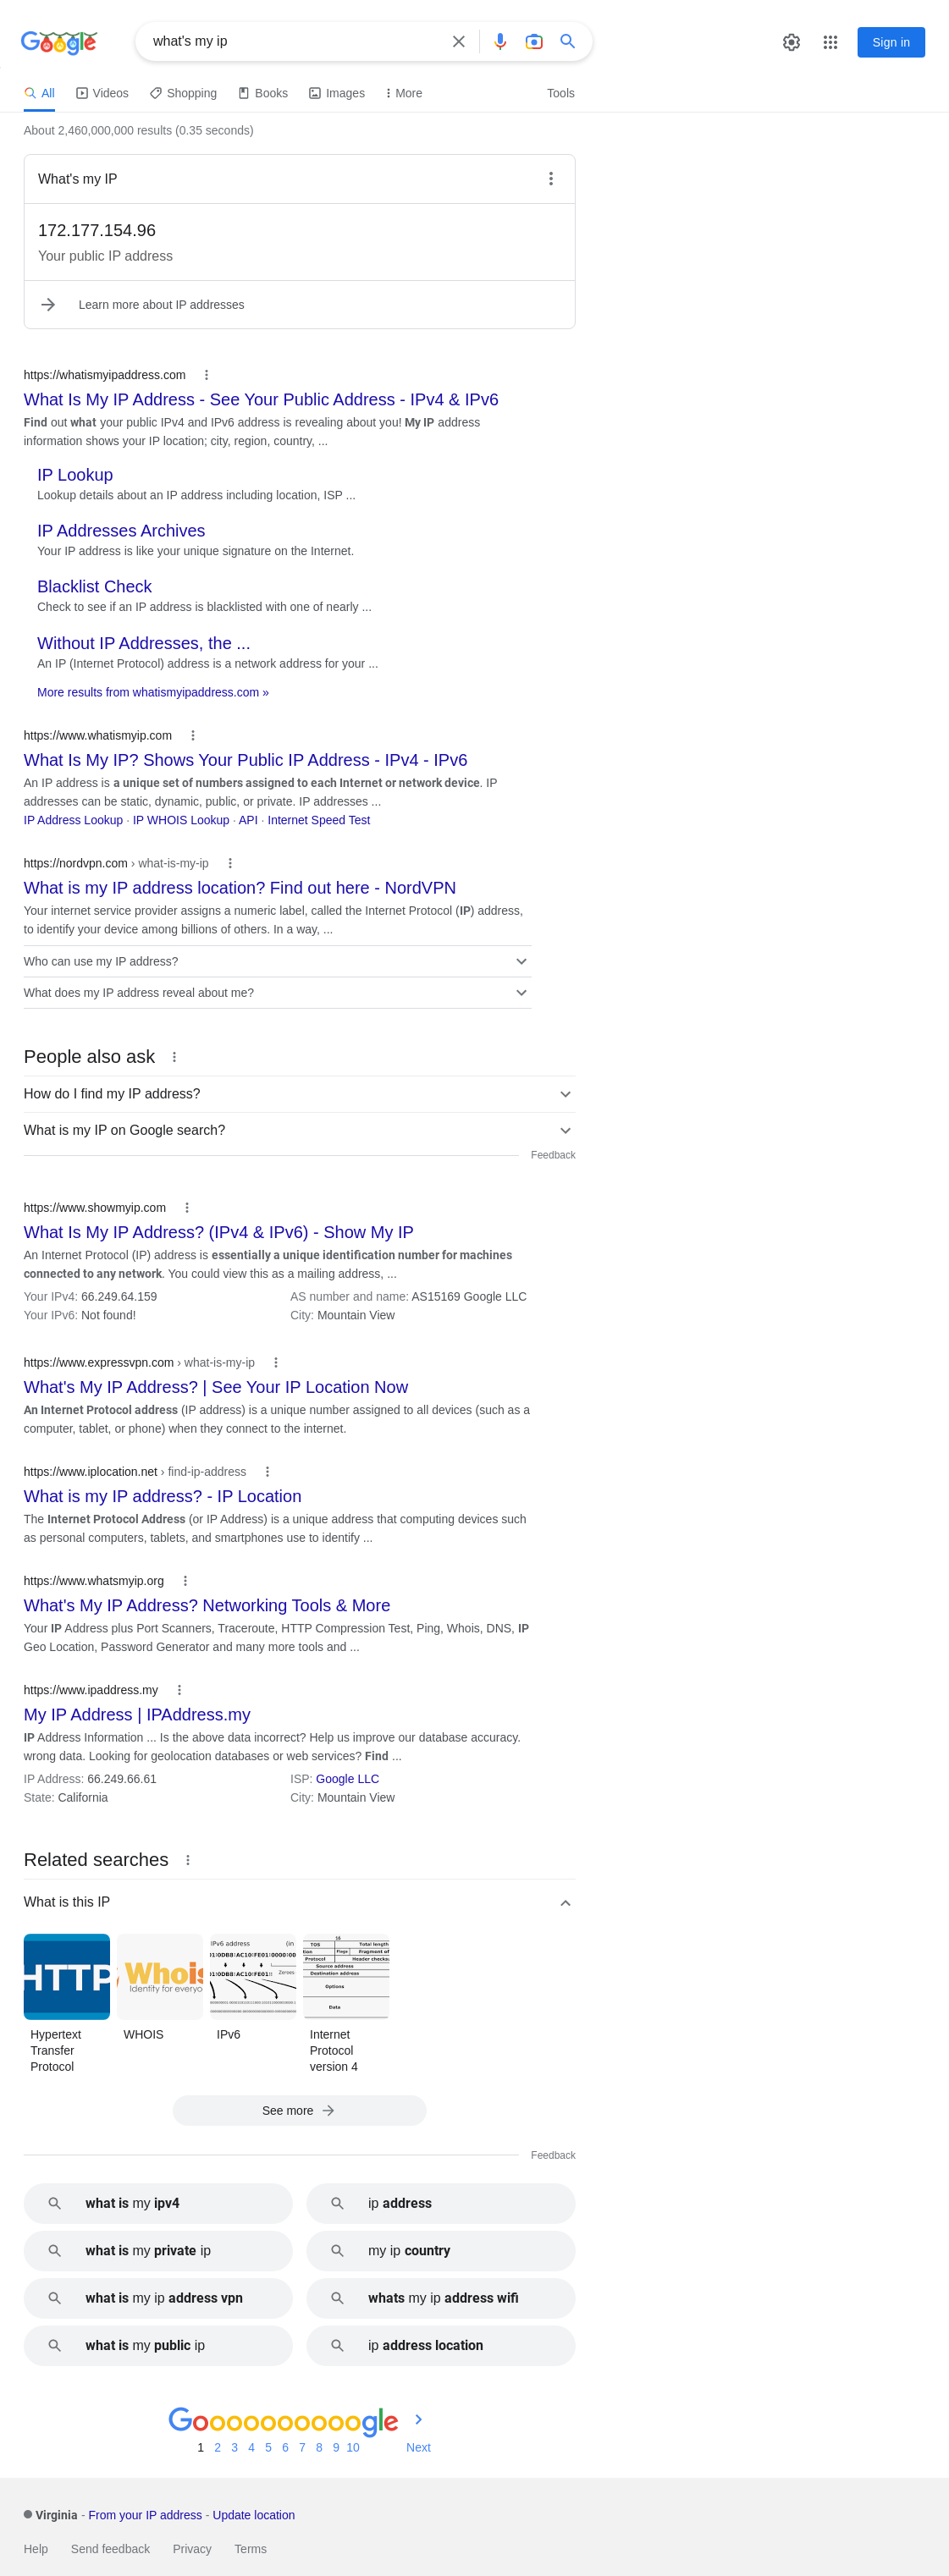 Google
what's my ip
Sign in
All
Videos
Shopping
Books
Images
More
Tools
About 2,460,000,000 results (0.35 seconds)
What's my IP
172.177.154.96
Your public IP address
Learn more about IP addresses
https://whatismyipaddress.com
What Is My IP Address - See Your Public Address - IPv4 & IPv6
Find out what your public IPv4 and IPv6 address is revealing about you! My IP address
information shows your IP location; city, region, country, ...
IP Lookup
Lookup details about an IP address including location, ISP ...
IP Addresses Archives
Your IP address is like your unique signature on the Internet.
Blacklist Check
Check to see if an IP address is blacklisted with one of nearly ...
Without IP Addresses, the ...
An IP (Internet Protocol) address is a network address for your ...
More results from whatismyipaddress.com »
https://www.whatismyip.com
What Is My IP? Shows Your Public IP Address - IPv4 - IPv6
An IP address is a unique set of numbers assigned to each Internet or network device. IP
addresses can be static, dynamic, public, or private. IP addresses ...
IP Address Lookup · IP WHOIS Lookup · API · Internet Speed Test
https://nordvpn.com › what-is-my-ip
What is my IP address location? Find out here - NordVPN
Your internet service provider assigns a numeric label, called the Internet Protocol (IP) address,
to identify your device among billions of others. In a way, ...
Who can use my IP address?
What does my IP address reveal about me?
People also ask
How do I find my IP address?
What is my IP on Google search?
Feedback
https://www.showmyip.com
What Is My IP Address? (IPv4 & IPv6) - Show My IP
An Internet Protocol (IP) address is essentially a unique identification number for machines
connected to any network. You could view this as a mailing address, ...
Your IPv4: 66.249.64.159
AS number and name: AS15169 Google LLC
Your IPv6: Not found!
City: Mountain View
https://www.expressvpn.com › what-is-my-ip
What's My IP Address? | See Your IP Location Now
An Internet Protocol address (IP address) is a unique number assigned to all devices (such as a
computer, tablet, or phone) when they connect to the internet.
https://www.iplocation.net › find-ip-address
What is my IP address? - IP Location
The Internet Protocol Address (or IP Address) is a unique address that computing devices such
as personal computers, tablets, and smartphones use to identify ...
https://www.whatsmyip.org
What's My IP Address? Networking Tools & More
Your IP Address plus Port Scanners, Traceroute, HTTP Compression Test, Ping, Whois, DNS, IP
Geo Location, Password Generator and many more tools and ...
https://www.ipaddress.my
My IP Address | IPAddress.my
IP Address Information ... Is the above data incorrect? Help us improve our database accuracy.
wrong data. Looking for geolocation databases or web services? Find ...
IP Address: 66.249.66.61
ISP: Google LLC
State: California
City: Mountain View
Related searches
What is this IP
HTTP
Whois
Identity for everyo
IPv6 address (in
Zeroes
TOS
Total length
Flags
Fragment of
Protocol
Header checksu
Source address
Destination address
Options
Data
Hypertext
Transfer
Protocol
WHOIS
IPv6
Internet
Protocol
version 4
See more
Feedback
what is my ipv4
ip address
what is my private ip
my ip country
what is my ip address vpn
whats my ip address wifi
what is my public ip
ip address location
Goooooooooogle
1 2 3 4 5 6 7 8 9 10 Next
Virginia - From your IP address - Update location
Help
Send feedback
Privacy
Terms